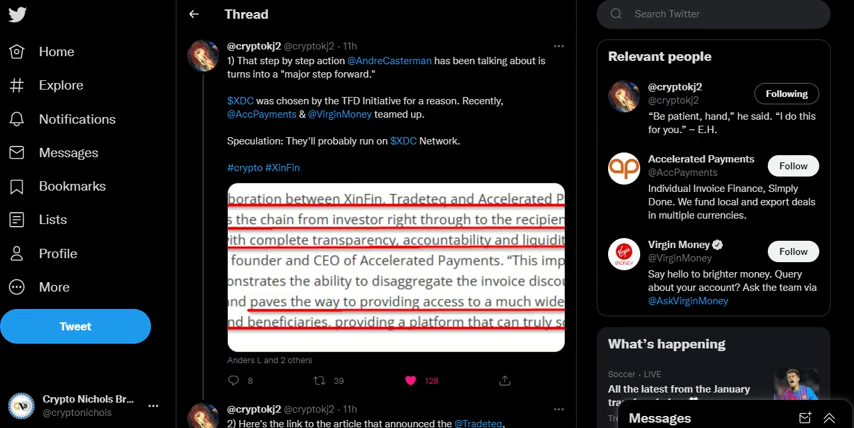 Home
Explore
Notifications
Messages
Bookmarks
Lists
Profile
More
Tweet
Crypto Nichols Br...
@cryptonichols
Thread
@cryptokj2 @cryptokj2 · 11h
1) That step by step action @AndreCasterman has been talking about is
turns into a "major step forward."
$XDC was chosen by the TFD Initiative for a reason. Recently,
@AccPayments & @VirginMoney teamed up.
Speculation: They'll probably run on $XDC Network.
#crypto #XinFin
boration between XinFin, Tradeteq and Accelerated P
s the chain from investor right through to the recipien
with complete transparency, accountability and liquidit
founder and CEO of Accelerated Payments. “This imp
onstrates the ability to disaggregate the invoice discou
and paves the way to providing access to a much wide
nd beneficiaries, providing a platform that can truly se
Anders L and 2 others
8 39 128
@cryptokj2 @cryptokj2 · 11h
2) Here's the link to the article that announced the @Tradeteq,
Search Twitter
Relevant people
@cryptokj2
@cryptokj2
Following
“Be patient, hand,” he said. “I do this
for you.” ~ E.H.
Accelerated Payments
@AccPayments
Follow
Individual Invoice Finance, Simply
Done. We fund local and export deals
in multiple currencies.
Virgin Money
@VirginMoney
Follow
Say hello to brighter money. Query
about your account? Ask the team via
@AskVirginMoney
What's happening
Soccer · LIVE
All the latest from the January
Messages